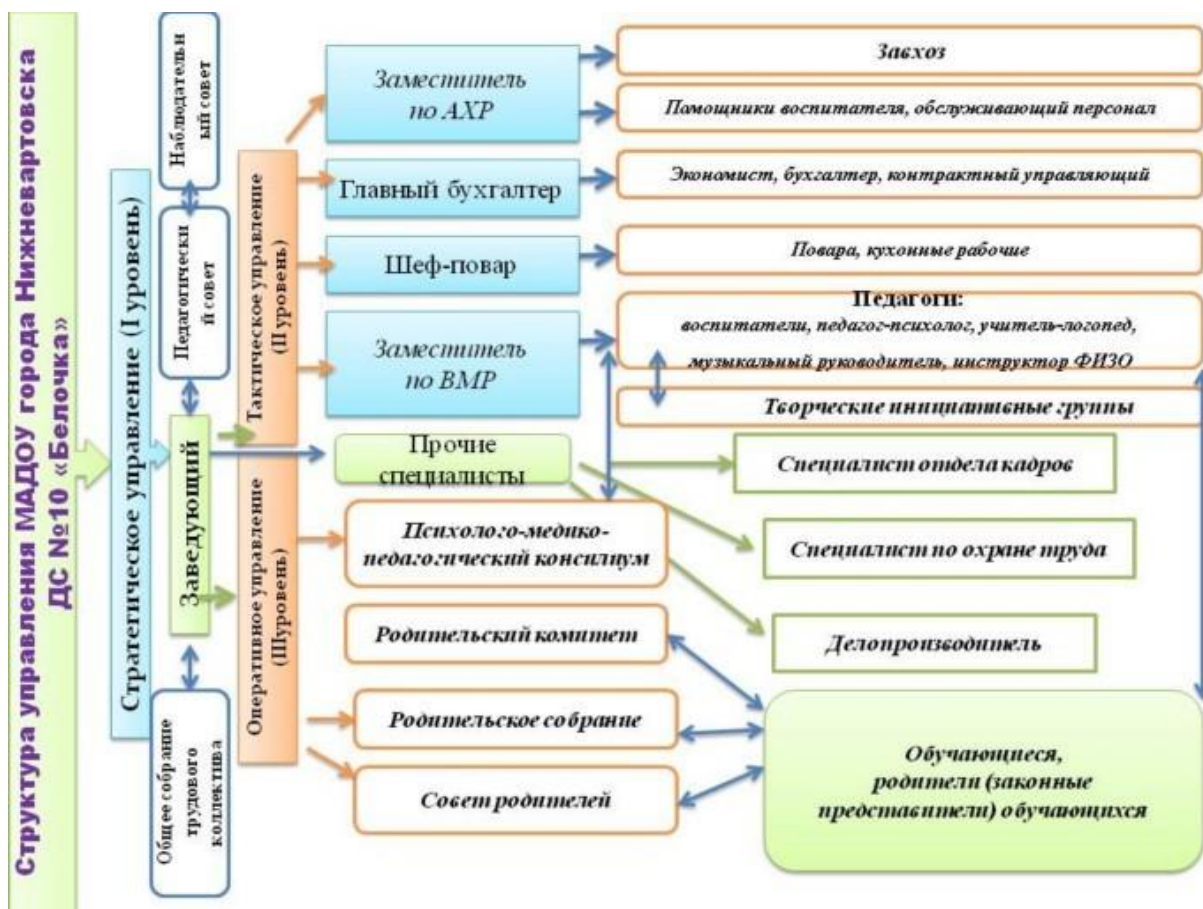 Структура управления МАДОУ города Нижневартовска
ДС №10 «Белочка»
Стратегическое управление (I уровень)
Наблюдательн
ый совет
Педагогически
й совет
Заведующий
Общее собрание
трудового
коллектива
Тактическое управление
(II уровень)
Оперативное управление
(IIIуровень)
Заместитель
по АХР
Главный бухгалтер
Шеф-повар
Заместитель
по ВМР
Прочие
специалисты
Психолого-медико-
педагогический консилиум
Родительский комитет
Родительское собрание
Совет родителей
Завхоз
Помощники воспитателя, обслуживающий персонал
Экономист, бухгалтер, контрактный управляющий
Повара, кухонные рабочие
Педагоги:
воспитатели, педагог-психолог, учитель-логопед,
музыкальный руководитель, инструктор ФИЗО
Творческие инициативные группы
Специалист отдела кадров
Специалист по охране труда
Делопроизводитель
Обучающиеся,
родители (законные
представители) обучающихся